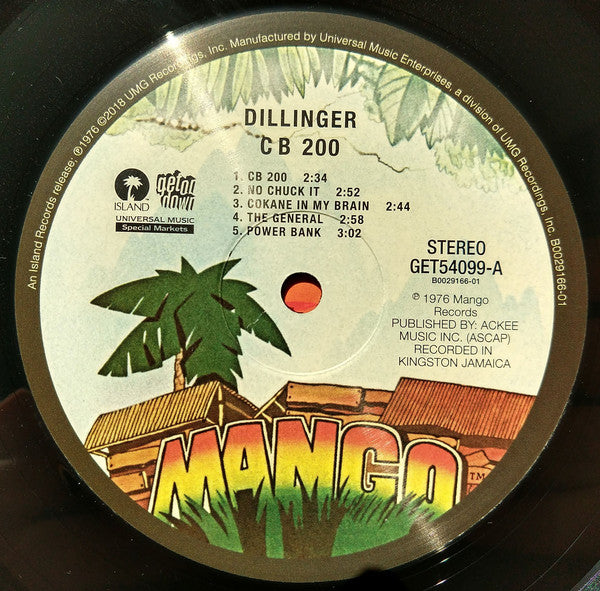 An Island Records release; ℗1976 ©2018 UMG Recordings, Inc. Manufactured by Universal Music Enterprises, a division of UMG Recordings, Inc. B0029166-01
DILLINGER
C B 200
1. CB 200 2:34
2. NO CHUCK IT 2:52
3. COKANE IN MY BRAIN 2:44
4. THE GENERAL 2:58
5. POWER BANK 3:02
ISLAND
get on down
UNIVERSAL MUSIC
Special Markets
STEREO
GET54099-A
B0029166-01
℗ 1976 Mango
Records
PUBLISHED BY: ACKEE
MUSIC INC. (ASCAP)
RECORDED IN
KINGSTON JAMAICA
MANGO
TM